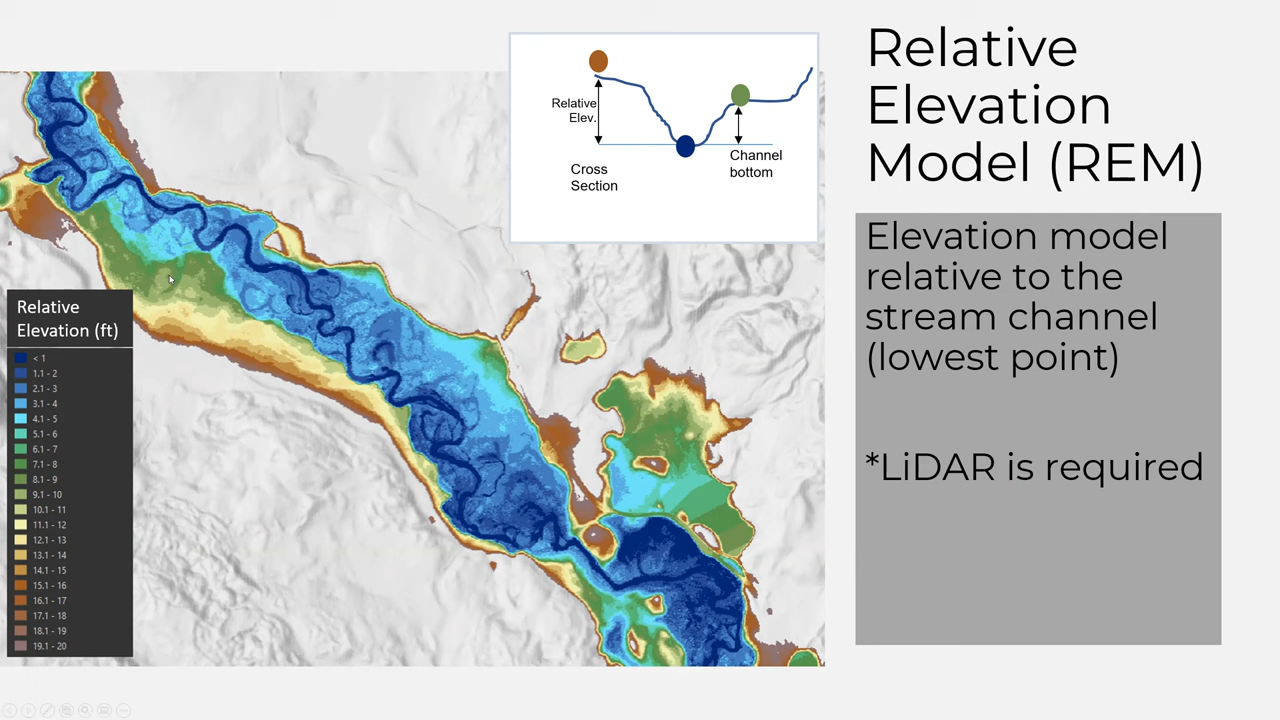 Relative
Elevation
Model (REM)
Elevation model
relative to the
stream channel
(lowest point)
*LiDAR is required
Relative
Elev.
Cross
Section
Channel
bottom
Relative
Elevation (ft)
< 1
1.1 - 2
2.1 - 3
3.1 - 4
4.1 - 5
5.1 - 6
6.1 - 7
7.1 - 8
8.1 - 9
9.1 - 10
10.1 - 11
11.1 - 12
12.1 - 13
13.1 - 14
14.1 - 15
15.1 - 16
16.1 - 17
17.1 - 18
18.1 - 19
19.1 - 20